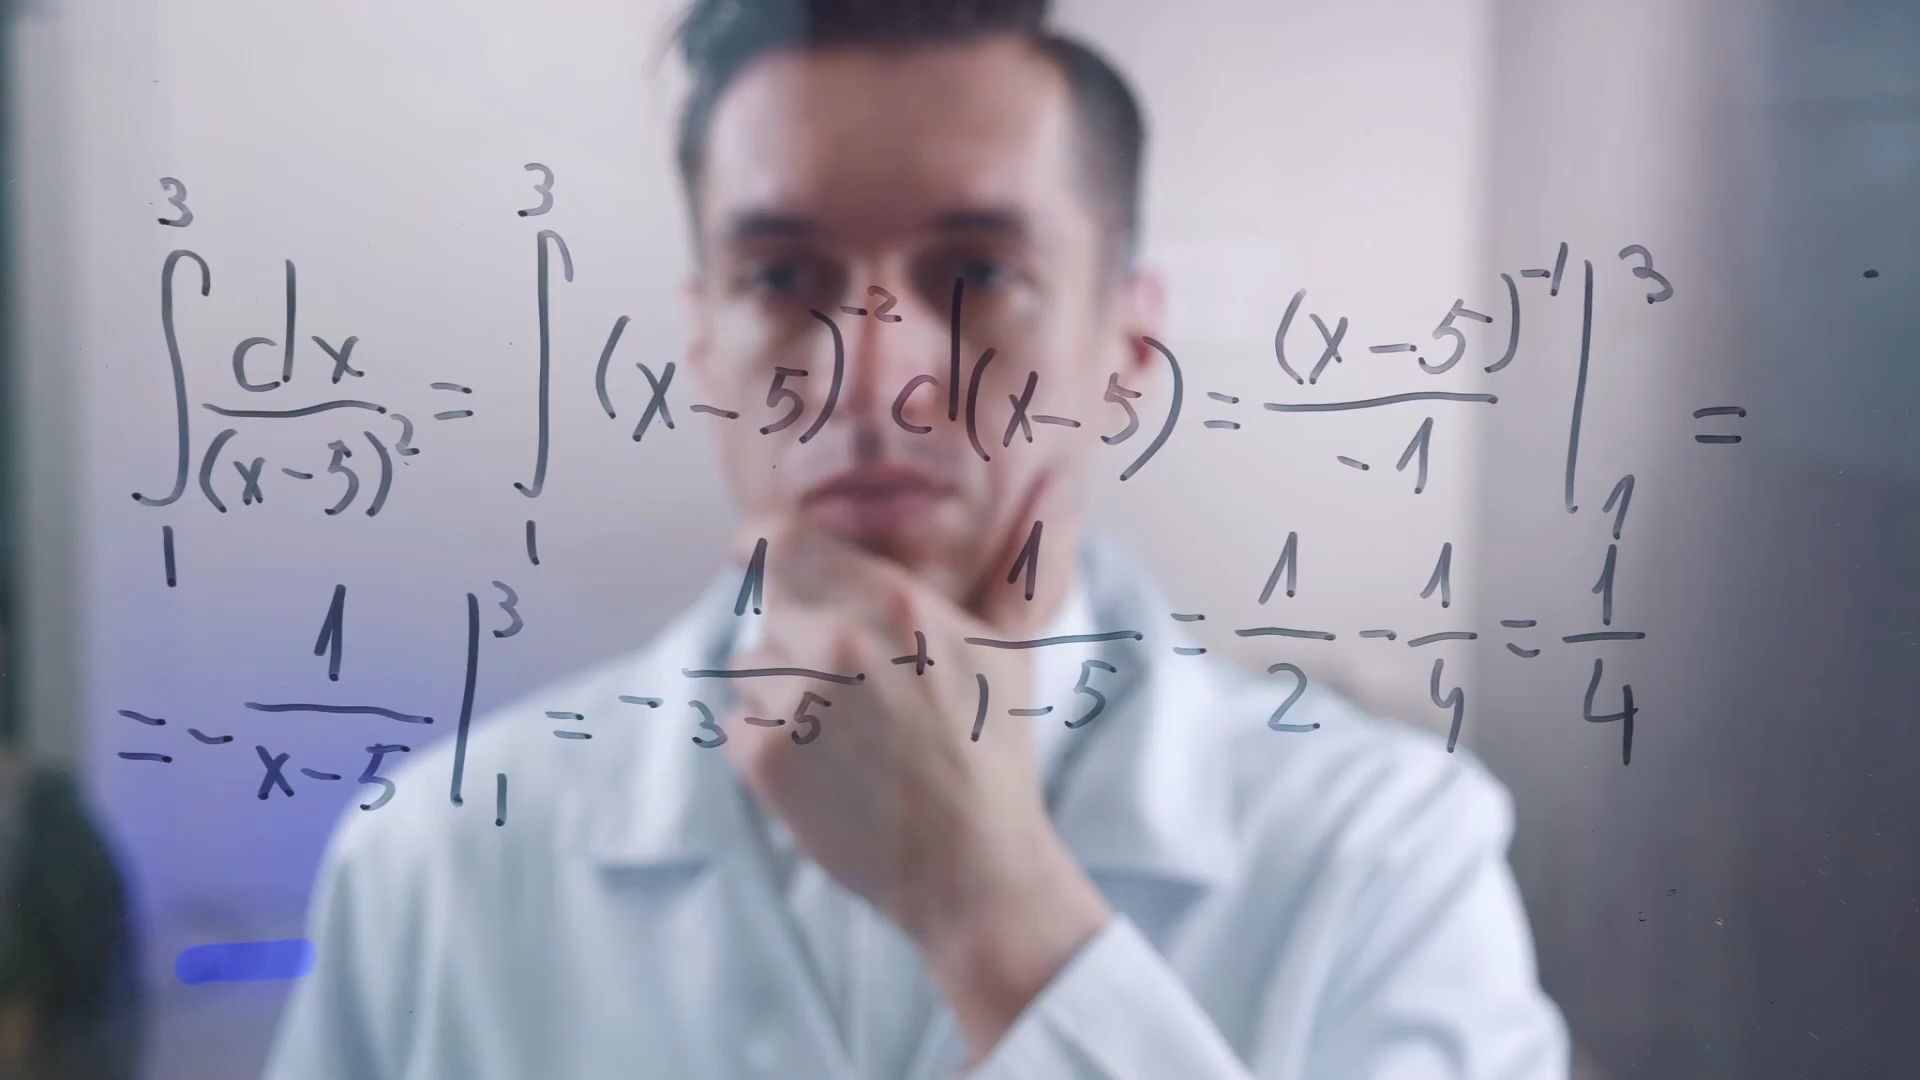 ∫₁³ dx/(x-5)² = ∫₁³ (x-5)⁻² d(x-5) = (x-5)⁻¹/-1 |₁³ =
= - 1/(x-5) |₁³ = - 1/(3-5) + 1/(1-5) = 1/2 - 1/4 = 1/4